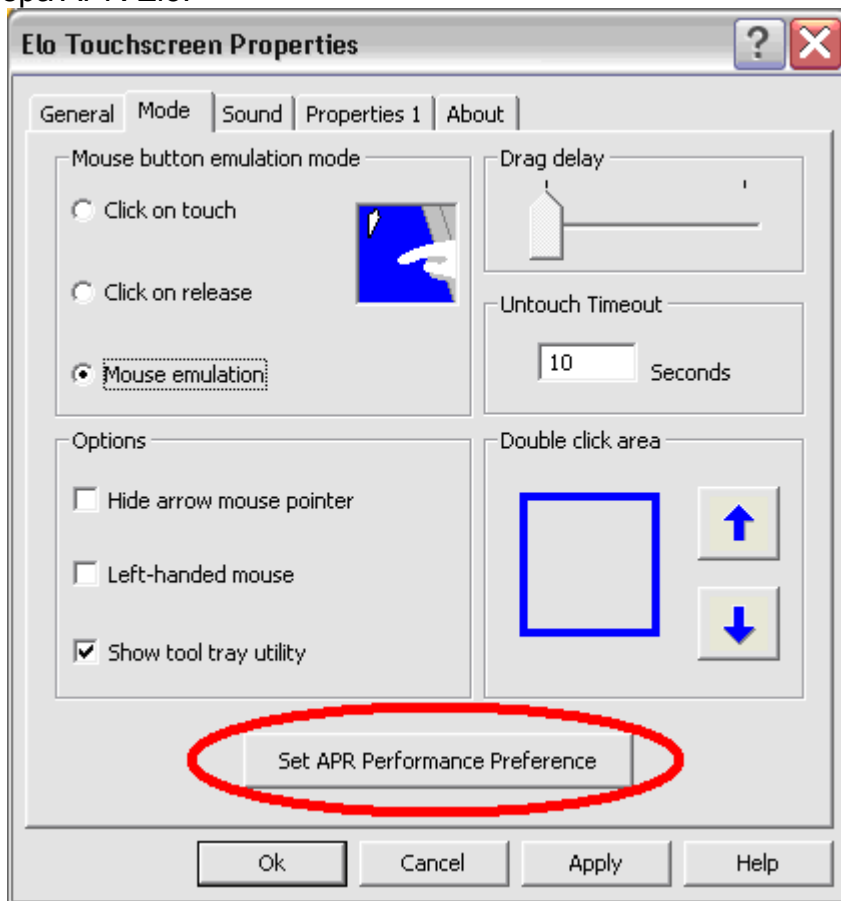 Elo Touchscreen Properties
General Mode Sound Properties 1 About
Mouse button emulation mode
Click on touch
Click on release
Mouse emulation
Drag delay
Untouch Timeout
10 Seconds
Options
Hide arrow mouse pointer
Left-handed mouse
Show tool tray utility
Double click area
Set APR Performance Preference
Ok Cancel Apply Help